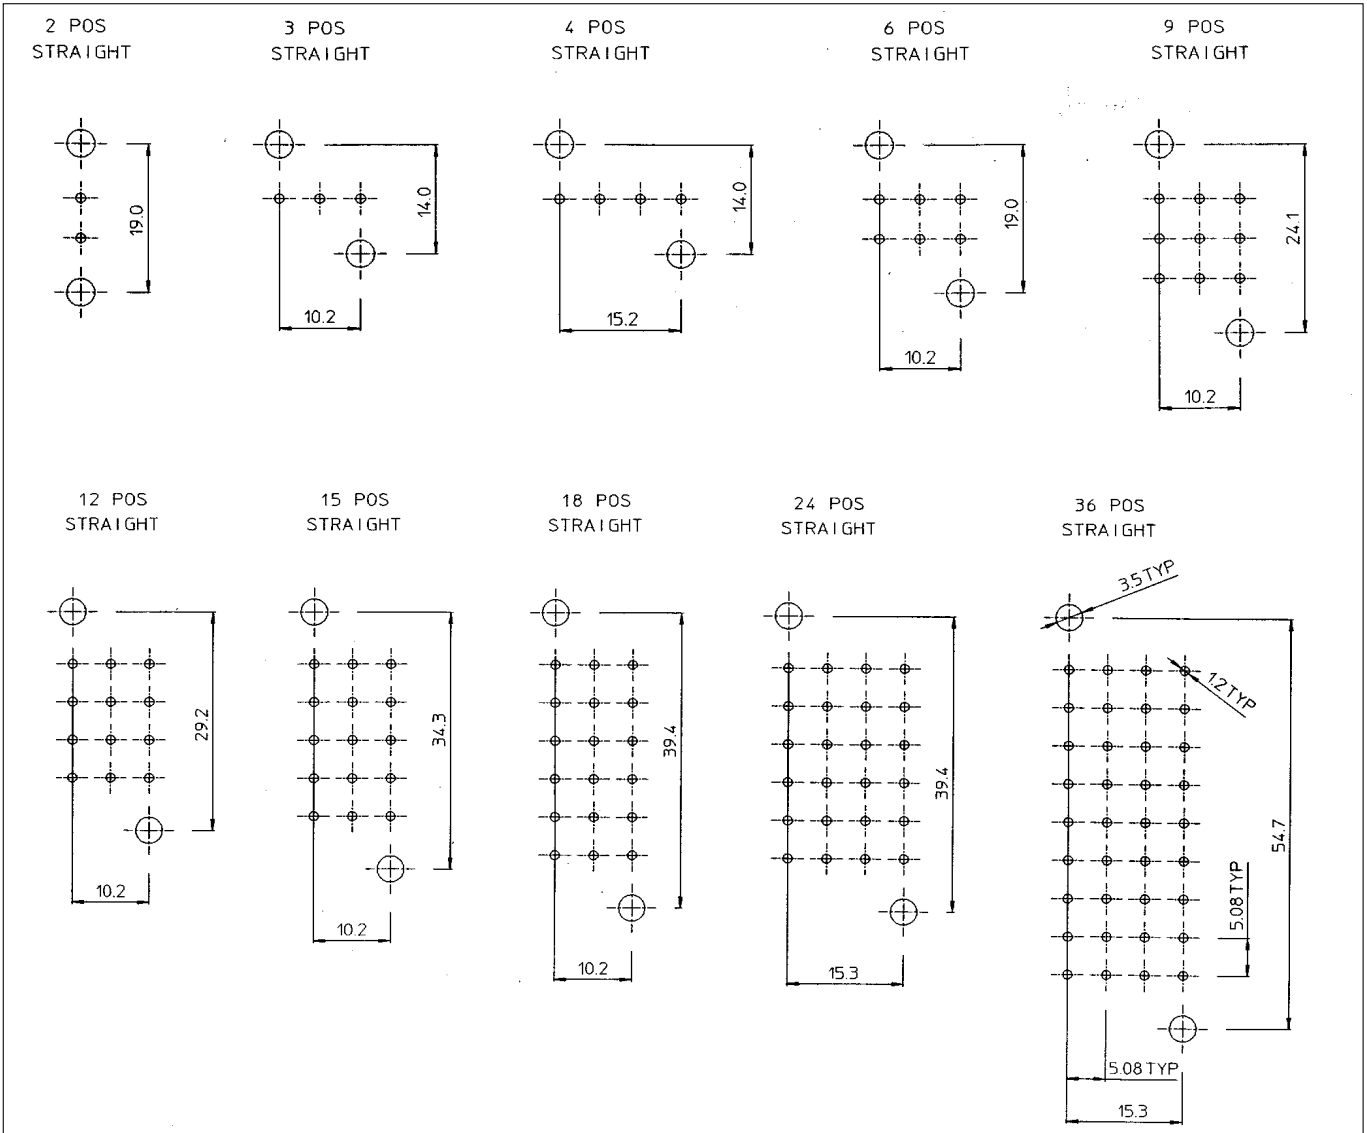 2 POS
STRAIGHT
3 POS
STRAIGHT
4 POS
STRAIGHT
6 POS
STRAIGHT
9 POS
STRAIGHT
19.0
14.0
10.2
14.0
15.2
19.0
10.2
24.1
10.2
12 POS
STRAIGHT
15 POS
STRAIGHT
18 POS
STRAIGHT
24 POS
STRAIGHT
36 POS
STRAIGHT
29.2
10.2
34.3
10.2
39.4
10.2
39.4
15.3
3.5 TYP
1.2 TYP
54.7
5.08 TYP
5.08 TYP
15.3